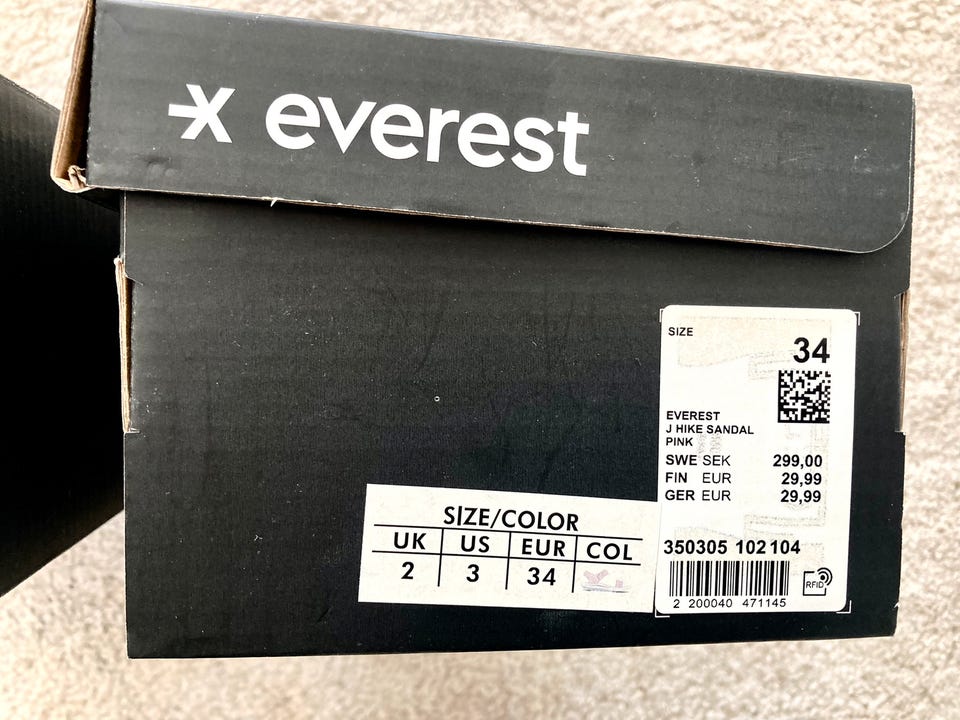 everest
SIZE
34
EVEREST
J HIKE SANDAL
PINK
SWE SEK 299,00
FIN EUR 29,99
GER EUR 29,99
350305 102104
RFID
2 200040 471145
SIZE/COLOR
UK US EUR COL
2 3 34